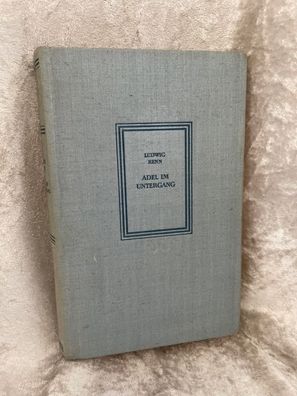 LUDWIG
RENN
ADEL IM
UNTERGANG